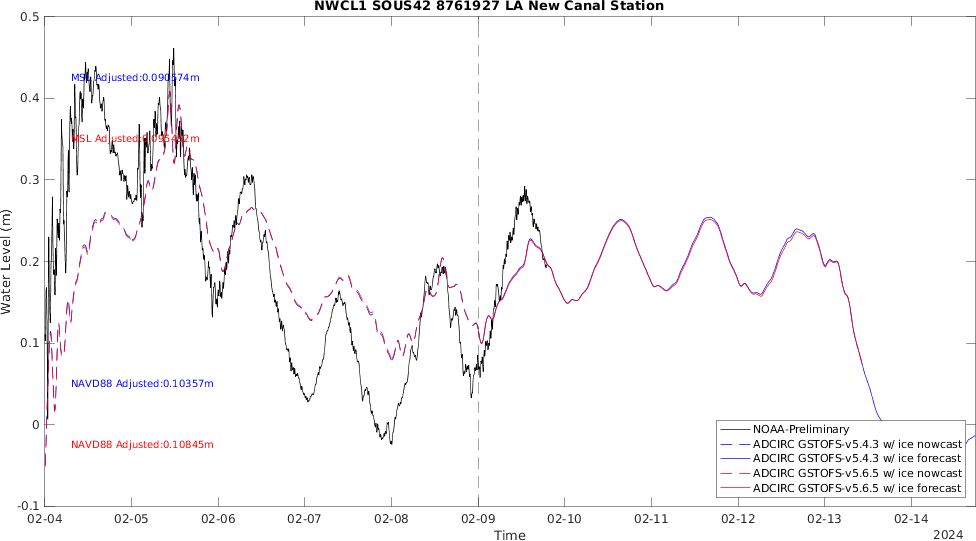 NWCL1 SOUS42 8761927 LA New Canal Station
0.5
0.4
0.3
0.2
0.1
0
-0.1
Water Level (m)
MSL Adjusted:0.090574m
MSL
NAVD88 Adjusted:0.10357m
NAVD88 Adjusted:0.10845m
NOAA-Preliminary
ADCIRC GSTOFS-v5.4.3 w/ ice nowcast
ADCIRC GSTOFS-v5.4.3 w/ ice forecast
ADCIRC GSTOFS-v5.6.5 w/ ice nowcast
ADCIRC GSTOFS-v5.6.5 w/ ice forecast
02-04 02-05 02-06 02-07 02-08 02-09 02-10 02-11 02-12 02-13 02-14
Time
2024